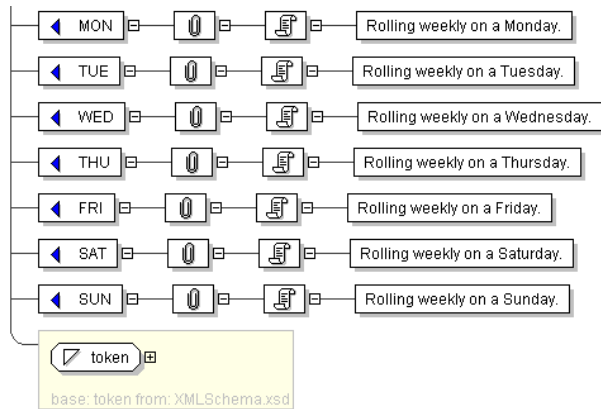 MON Rolling weekly on a Monday.
TUE Rolling weekly on a Tuesday.
WED Rolling weekly on a Wednesday.
THU Rolling weekly on a Thursday.
FRI Rolling weekly on a Friday.
SAT Rolling weekly on a Saturday.
SUN Rolling weekly on a Sunday.
token
base: token from: XMLSchema.xsd